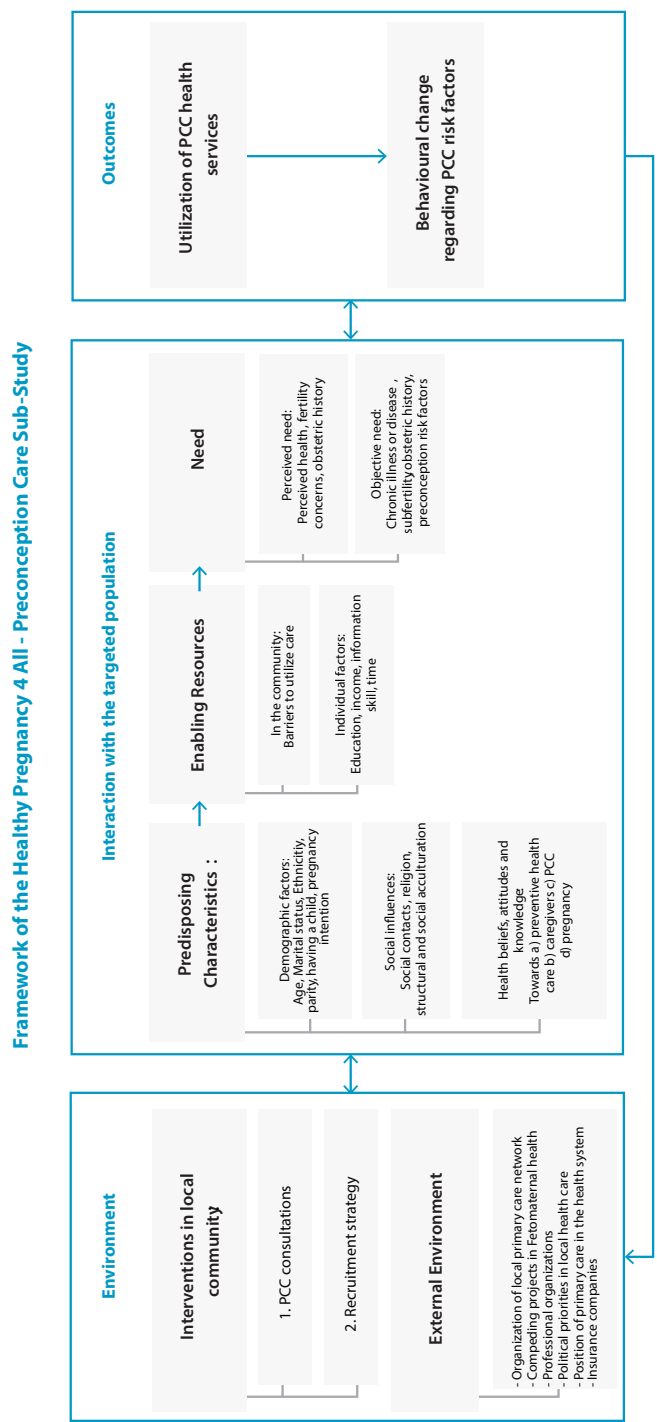 Framework of the Healthy Pregnancy 4 All - Preconception Care Sub-Study
Environment
Interventions in local
community
1. PCC consultations
2. Recruitment strategy
External Environment
- Organization of local primary care network
- Compeding projects in Fetomaternal health
- Professional organizations
- Political priorities in local health care
- Position of primary care in the health system
- Insurance companies
Interaction with the targeted population
Predisposing
Characteristics :
Demographic factors:
Age, Marital status, Ethnicitiy,
parity, having a child, pregnancy
intention
Social influences:
Social contacts, religion,
structural and social acculturation
Health beliefs, attitudes and
knowledge
Towards a) preventive health
care b) caregivers c) PCC
d) pregnancy
Enabling Resources
In the community:
Barriers to utilize care
Individual factors:
Education, income, information
skill, time
Need
Perceived need:
Perceived health, fertility
concerns, obstetric history
Objective need:
Chronic illness or disease ,
subfertility obstetric history,
preconception risk factors
Outcomes
Utilization of PCC health
services
Behavioural change
regarding PCC risk factors